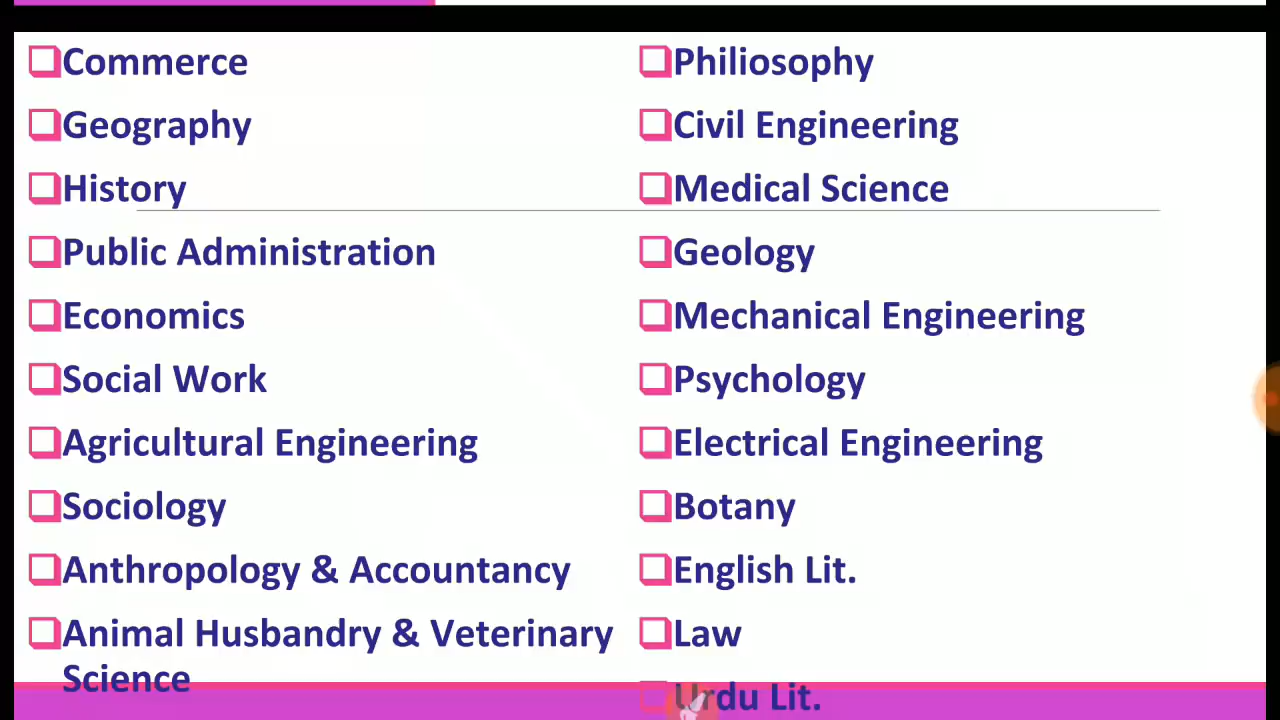 Commerce
Geography
History
Public Administration
Economics
Social Work
Agricultural Engineering
Sociology
Anthropology & Accountancy
Animal Husbandry & Veterinary
Science
Philiosophy
Civil Engineering
Medical Science
Geology
Mechanical Engineering
Psychology
Electrical Engineering
Botany
English Lit.
Law
Urdu Lit.